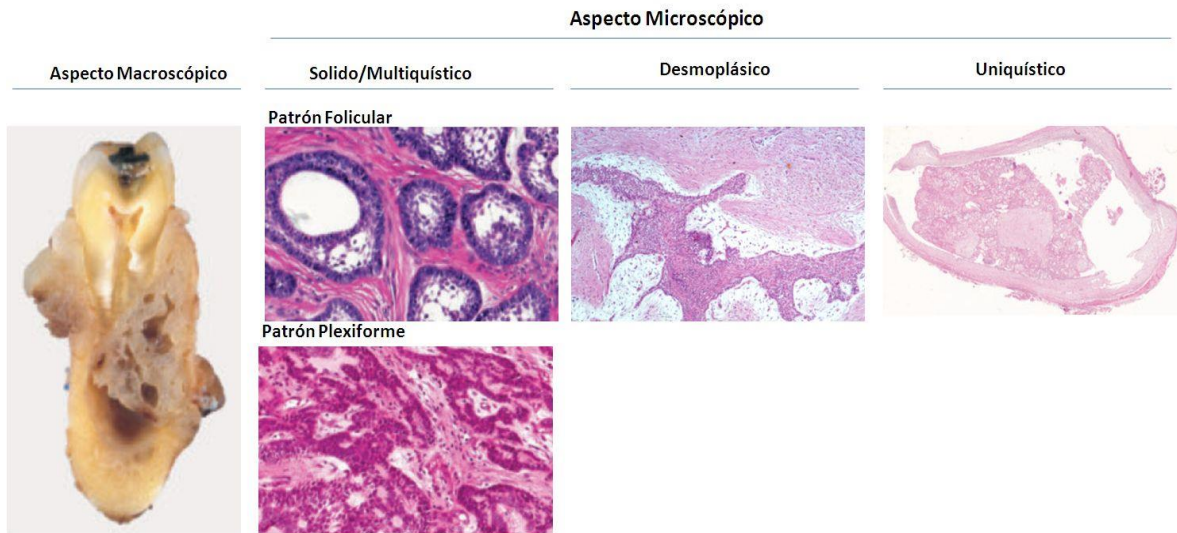 Aspecto Microscópico
Aspecto Macroscópico
Solido/Multiquístico
Desmoplásico
Uniquístico
Patrón Folicular
Patrón Plexiforme